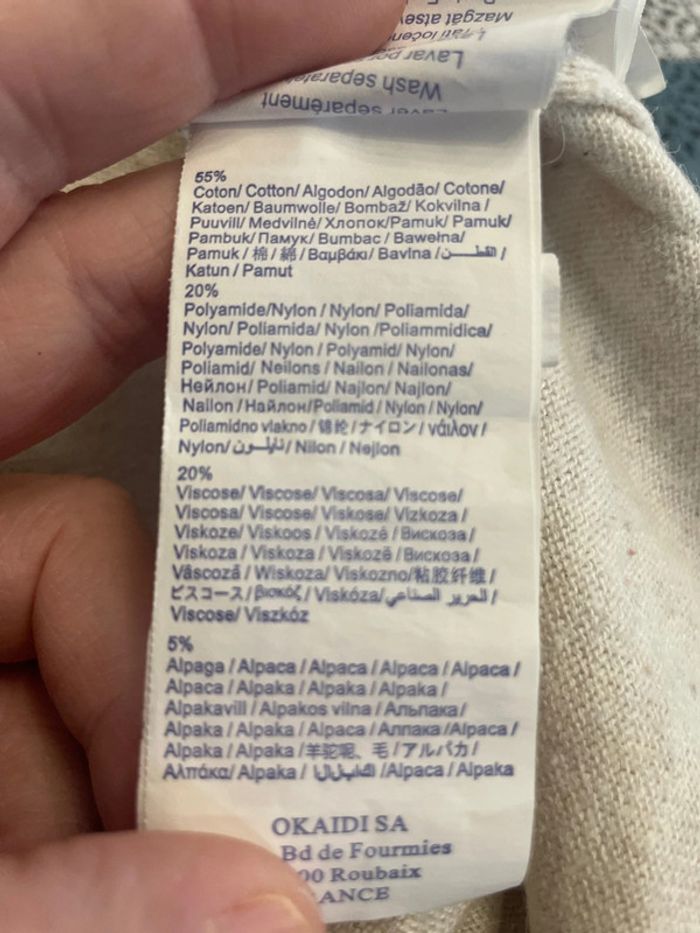 Mazgāt atsev
Lavar por
Wash separately
Laver séparément
55%
Coton/ Cotton/ Algodon/ Algodão/ Cotone/
Katoen/ Baumwolle/ Bombaž/ Kokvilna /
Puuvill/ Medvilnė/ Хлопок/Pamuk/ Pamuk/
Pambuk/ Памук/ Bumbac / Bawełna/
Pamuk / 棉 / 綿 / Βαμβάκι/ Bavlna / القطــــن /
Katun / Pamut
20%
Polyamide/Nylon / Nylon/ Poliamida/
Nylon/ Poliamida/ Nylon /Poliammidica/
Polyamide/ Nylon / Polyamid/ Nylon/
Poliamid/ Neilons / Nailon / Nailonas/
Нейлон/ Poliamid/ Najlon/ Najlon/
Nailon / Найлон/Poliamid / Nylon / Nylon/
Poliamidno vlakno / 锦纶 / ナイロン / νάιλον /
Nylon/ نايلــون / Nilon / Nejlon
20%
Viscose/ Viscose/ Viscosa/ Viscose/
Viscosa/ Viscose/ Viskose/ Vizkoza /
Viskoze/ Viskoos / Viskozė / Вискоза /
Viskoza / Viskoza / Viskozë / Вискоза /
Vâscoză / Wiskoza/ Viskozno/粘胶纤维 /
ビスコース / βισκόζ / Viskóza/ الحرير الصناعي /
Viscose/ Viszkóz
5%
Alpaga / Alpaca / Alpaca / Alpaca / Alpaca /
Alpaca / Alpaka / Alpaka / Alpaka /
Alpakavill / Alpakos vilna / Альпака /
Alpaka / Alpaka / Alpaca / Алпака /Alpaca /
Alpaka / Alpaka /羊驼呢、毛 / アルパカ /
Αλπάκα/ Alpaka / /Alpaca / Alpaka
OKAIDI SA
Bd de Fourmies
00 Roubaix
ANCE